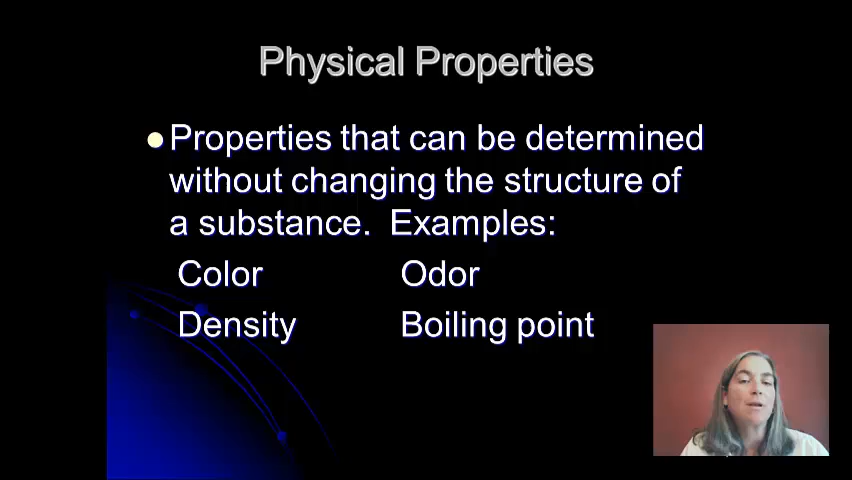 Physical Properties
Properties that can be determined
without changing the structure of
a substance. Examples:
Color Odor
Density Boiling point